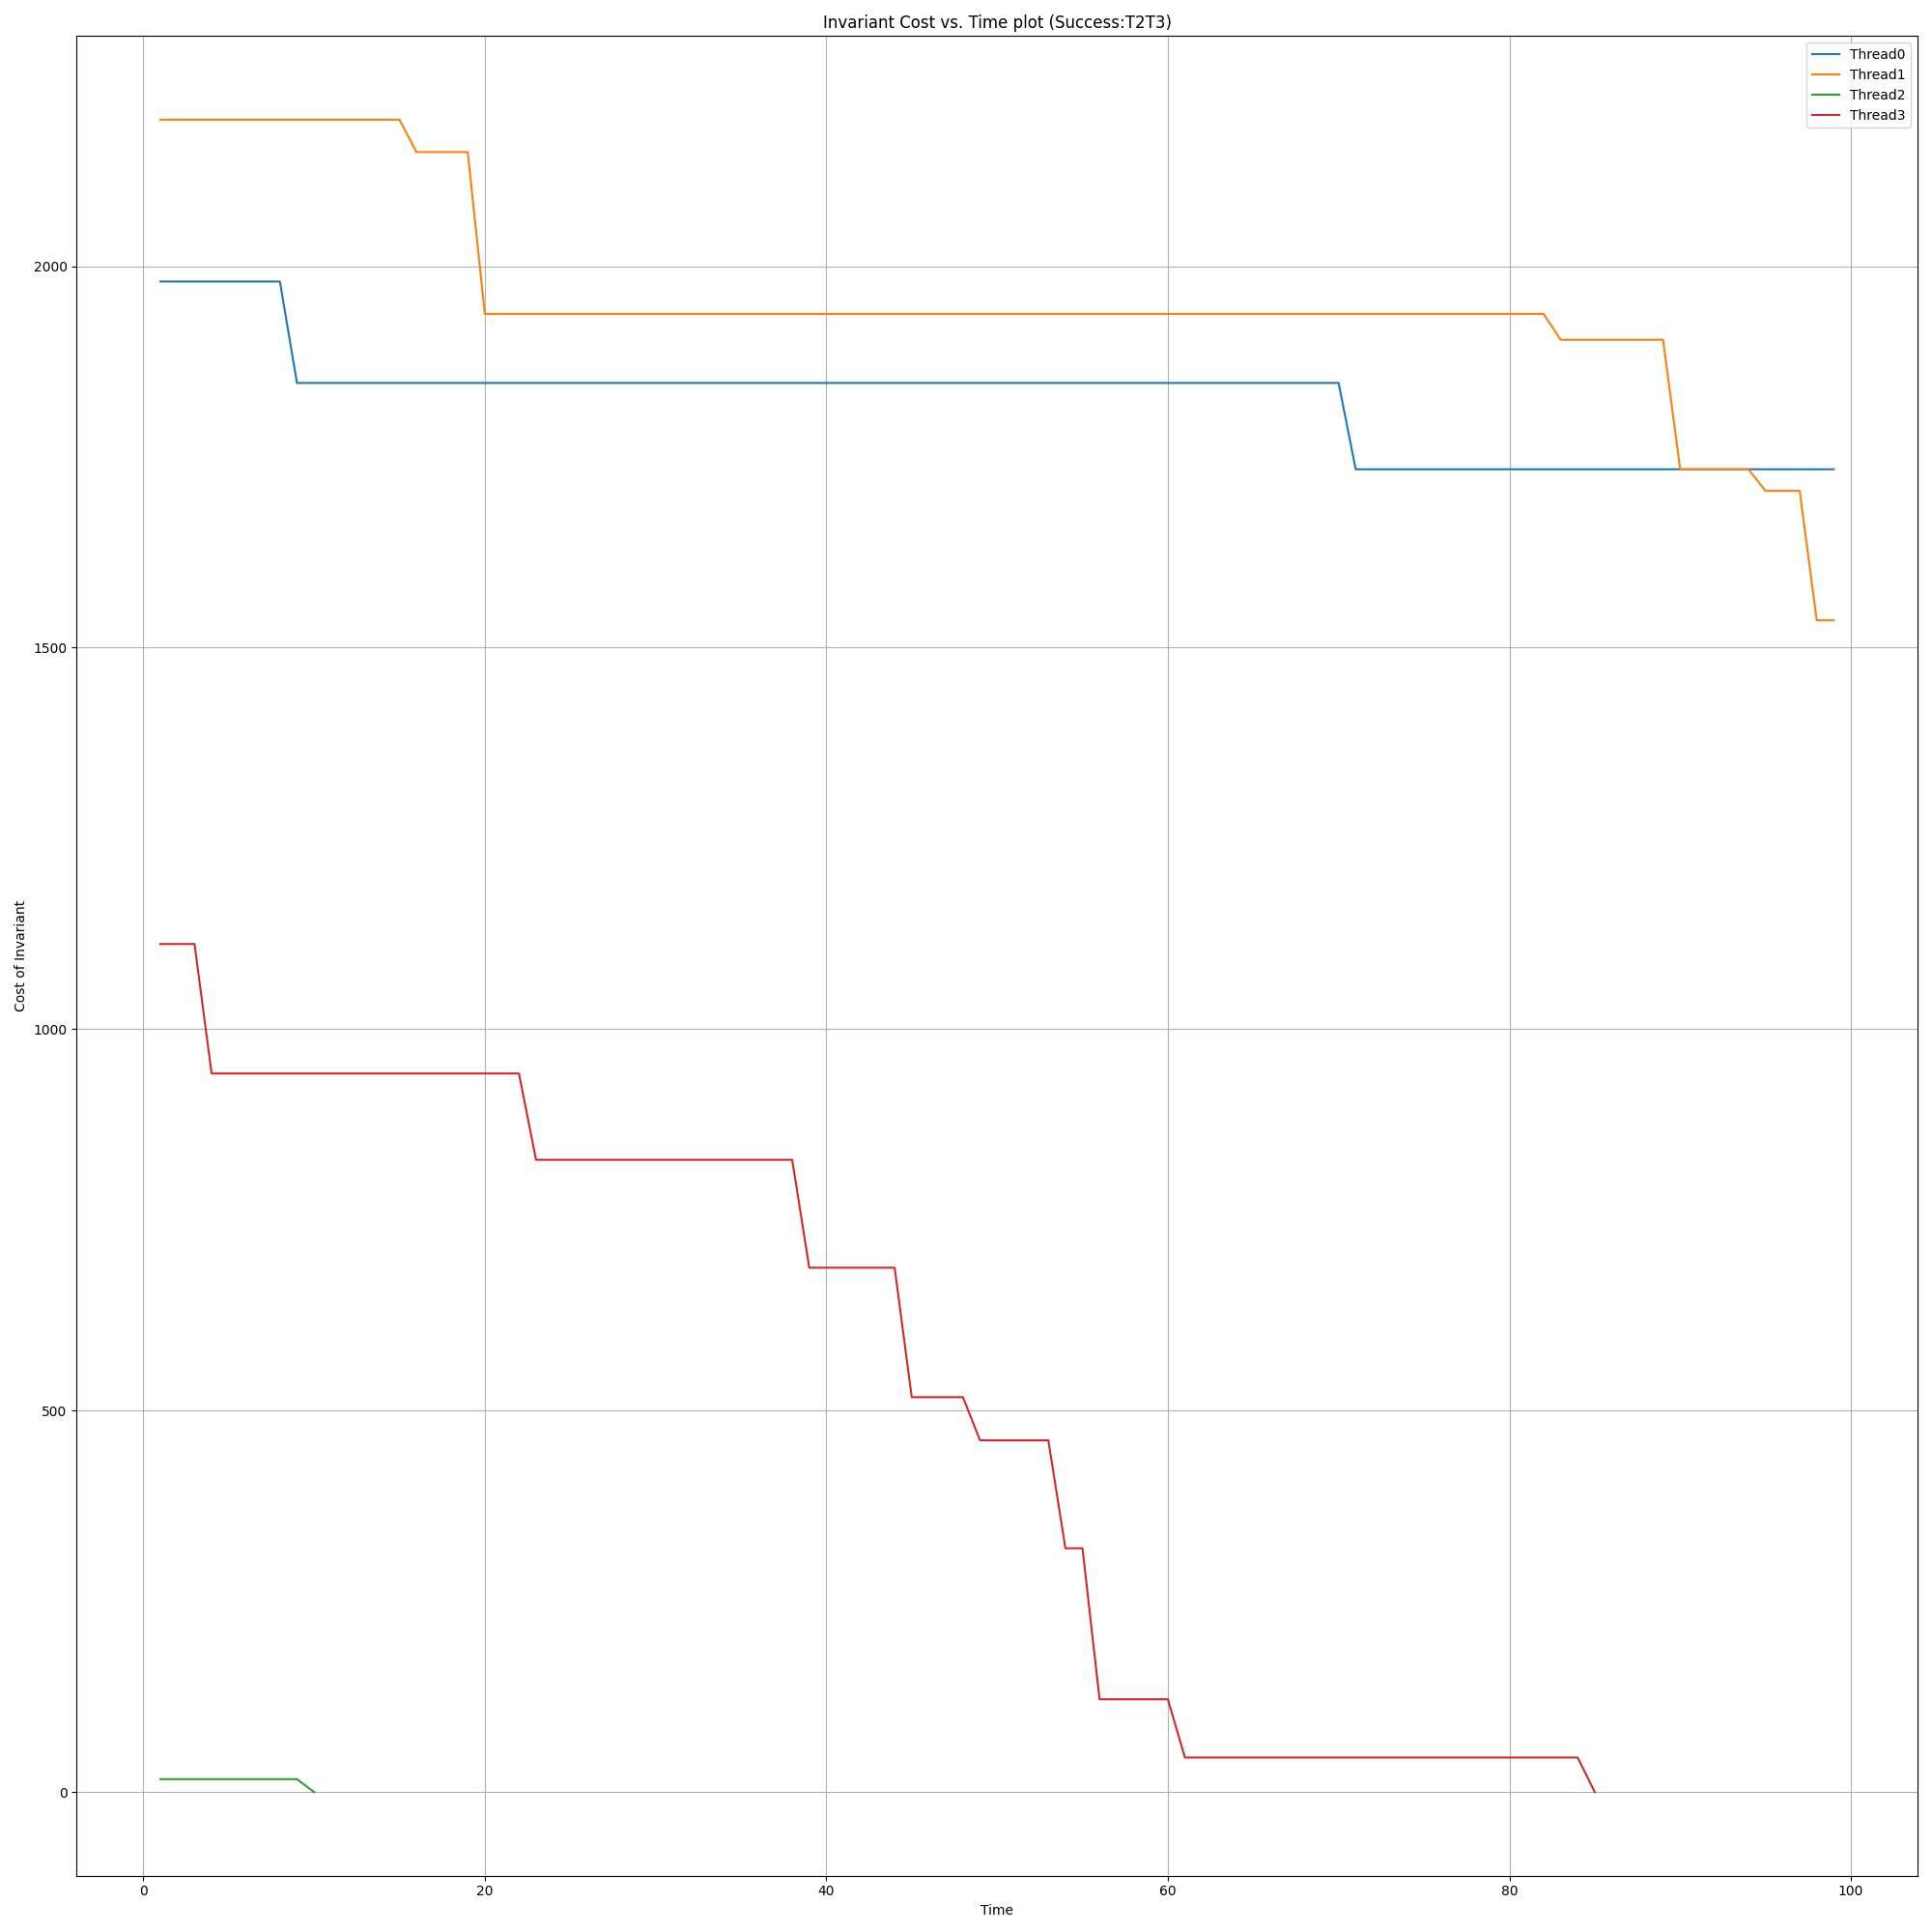 Invariant Cost vs. Time plot (Success:T2T3)
Thread0
Thread1
Thread2
Thread3
2000
1500
1000
500
0
Cost of Invariant
0 20 40 60 80 100
Time